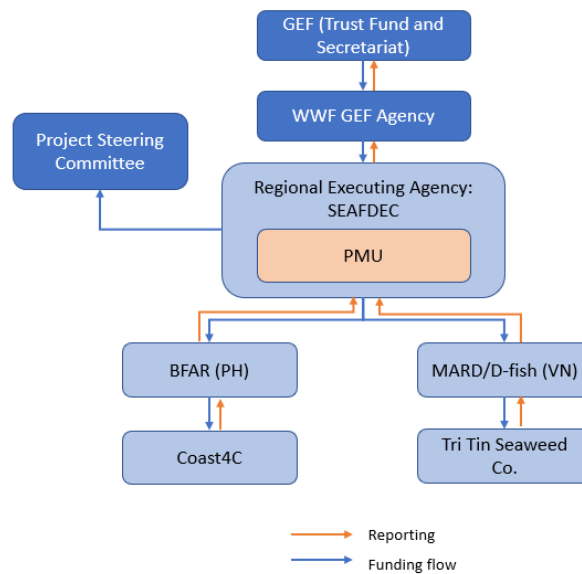 GEF (Trust Fund and
Secretariat)
WWF GEF Agency
Project Steering
Committee
Regional Executing Agency:
SEAFDEC
PMU
BFAR (PH)
MARD/D-fish (VN)
Coast4C
Tri Tin Seaweed
Co.
Reporting
Funding flow